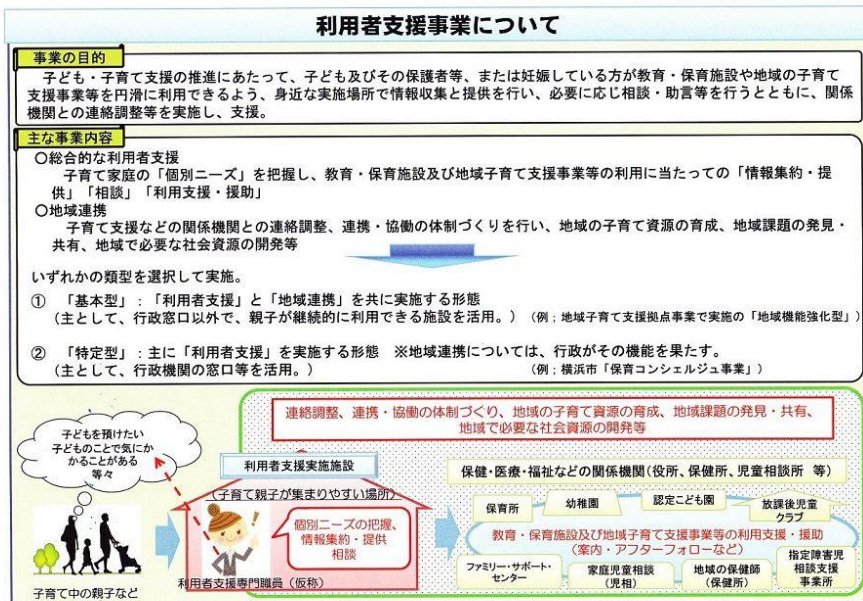 利用者支援事業について
事業の目的
子ども・子育て支援の推進にあたって、子ども及びその保護者等、または妊娠している方が教育・保育施設や地域の子育て
支援事業等を円滑に利用できるよう、身近な実施場所で情報収集と提供を行い、必要に応じ相談・助言等を行うとともに、関係
機関との連絡調整等を実施し、支援。
主な事業内容
○総合的な利用者支援
子育て家庭の「個別ニーズ」を把握し、教育・保育施設及び地域子育て支援事業等の利用に当たっての「情報集約・提
供」「相談」「利用支援・援助」
○地域連携
子育て支援などの関係機関との連絡調整、連携・協働の体制づくりを行い、地域の子育て資源の育成、地域課題の発見・
共有、地域で必要な社会資源の開発等
いずれかの類型を選択して実施。
① 「基本型」：「利用者支援」と「地域連携」を共に実施する形態
（主として、行政窓口以外で、親子が継続的に利用できる施設を活用。）（例；地域子育て支援拠点事業で実施の「地域機能強化型」）
② 「特定型」：主に「利用者支援」を実施する形態 ※地域連携については、行政がその機能を果たす。
（主として、行政機関の窓口等を活用。）（例；横浜市「保育コンシェルジュ事業」）
連絡調整、連携・協働の体制づくり、地域の子育て資源の育成、地域課題の発見・共有、
地域で必要な社会資源の開発等
子どもを預けたい
子どものことで気にか
かることがある
等々
利用者支援実施施設
（子育て親子が集まりやすい場所）
個別ニーズの把握、
情報集約・提供
相談
利用者支援専門職員（仮称）
子育て中の親子など
保健・医療・福祉などの関係機関（役所、保健所、児童相談所 等）
保育所
幼稚園
認定こども園
放課後児童
クラブ
教育・保育施設及び地域子育て支援事業等の利用支援・援助
（案内・アフターフォローなど）
ファミリー・サポート・
センター
家庭児童相談
（児相）
地域の保健師
（保健所）
指定障害児
相談支援
事業所